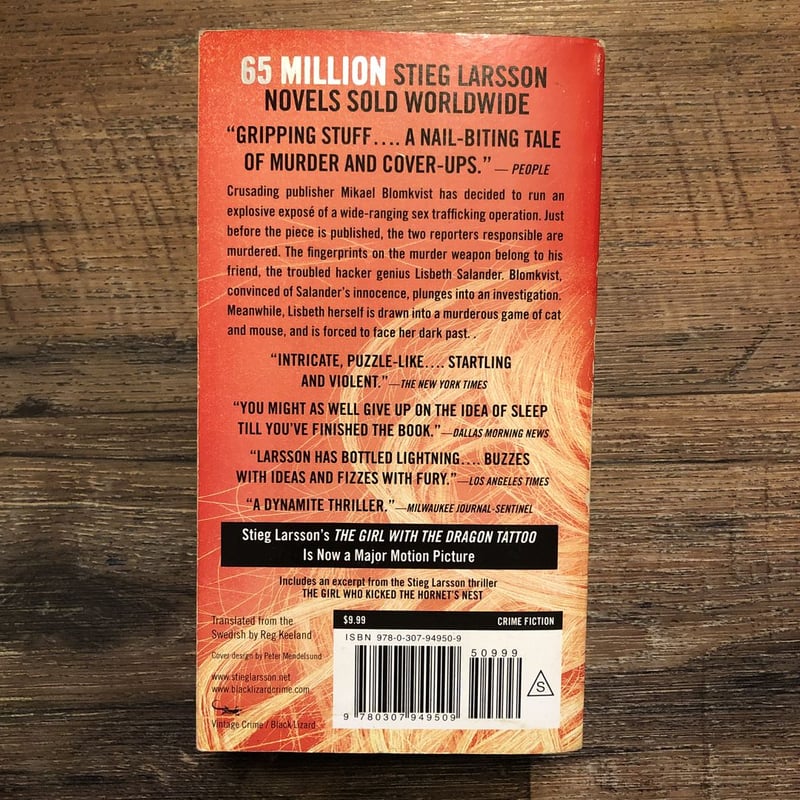 65 MILLION STIEG LARSSON
NOVELS SOLD WORLDWIDE
“GRIPPING STUFF.... A NAIL-BITING TALE
OF MURDER AND COVER-UPS.” — PEOPLE
Crusading publisher Mikael Blomkvist has decided to run an
explosive exposé of a wide-ranging sex trafficking operation. Just
before the piece is published, the two reporters responsible are
murdered. The fingerprints on the murder weapon belong to his
friend, the troubled hacker genius Lisbeth Salander. Blomkvist,
convinced of Salander’s innocence, plunges into an investigation.
Meanwhile, Lisbeth herself is drawn into a murderous game of cat
and mouse, and is forced to face her dark past. .
“INTRICATE, PUZZLE-LIKE.... STARTLING
AND VIOLENT.”—THE NEW YORK TIMES
“YOU MIGHT AS WELL GIVE UP ON THE IDEA OF SLEEP
TILL YOU’VE FINISHED THE BOOK.”—DALLAS MORNING NEWS
“LARSSON HAS BOTTLED LIGHTNING.... BUZZES
WITH IDEAS AND FIZZES WITH FURY.”—LOS ANGELES TIMES
“A DYNAMITE THRILLER.”—MILWAUKEE JOURNAL-SENTINEL
Stieg Larsson’s THE GIRL WITH THE DRAGON TATTOO
Is Now a Major Motion Picture
Includes an excerpt from the Stieg Larsson thriller
THE GIRL WHO KICKED THE HORNET’S NEST
Translated from the
Swedish by Reg Keeland
Cover design by Peter Mendelsund
www.stieglarsson.net
www.blacklizardcrime.com
Vintage Crime / Black Lizard
$9.99 CRIME FICTION
ISBN 978-0-307-94950-9
50999
9 780307 949509
S